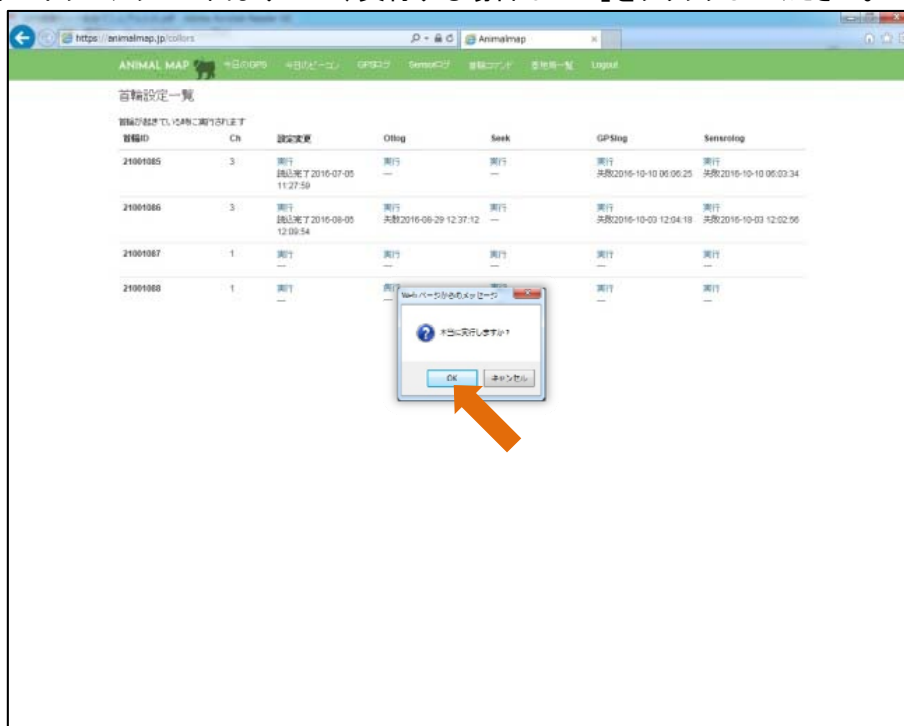 https://animalmap.jp/collors
Animalmap
ANIMAL MAP 今日のGPS 今日のビーコン GPSログ Sensorログ 首輪コマンド 基地局一覧 Logout
首輪設定一覧
首輪が起きている時に実行されます
首輪ID Ch 設定変更 Otlog Seek GPSlog Sensrolog
21001085 3 実行 実行 実行 実行 実行
読込完了2016-07-05 — — 失敗2016-10-10 06:06:25 失敗2016-10-10 06:03:34
11:27:59
21001086 3 実行 実行 実行 実行 実行
読込完了2016-08-05 失敗2016-08-29 12:37:12 — 失敗2016-10-03 12:04:18 失敗2016-10-03 12:02:56
12:09:54
21001087 1 実行 実行 実行 実行 実行
— — — — —
21001088 1 実行 実行 実行 実行
— — — —
Webページからのメッセージ
本当に実行しますか?
OK キャンセル